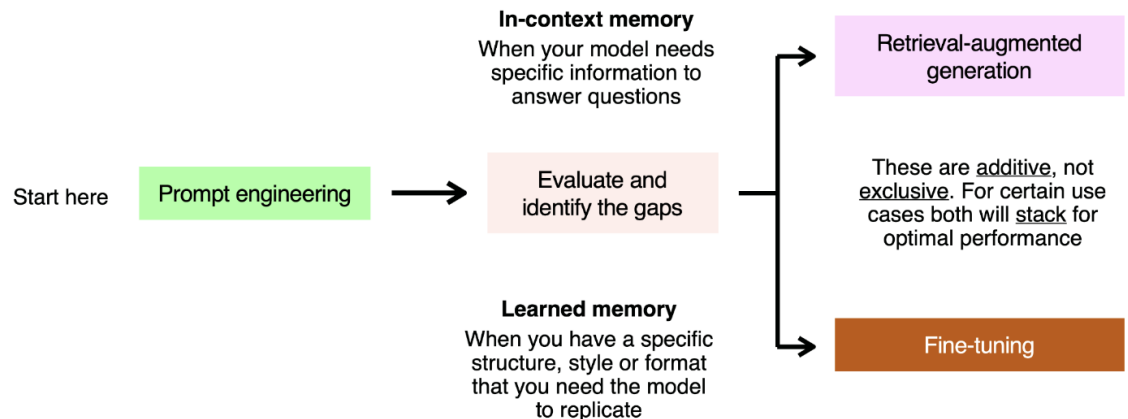 Start here
Prompt engineering
In-context memory
When your model needs
specific information to
answer questions
Evaluate and
identify the gaps
Learned memory
When you have a specific
structure, style or format
that you need the model
to replicate
Retrieval-augmented
generation
These are additive, not
exclusive. For certain use
cases both will stack for
optimal performance
Fine-tuning